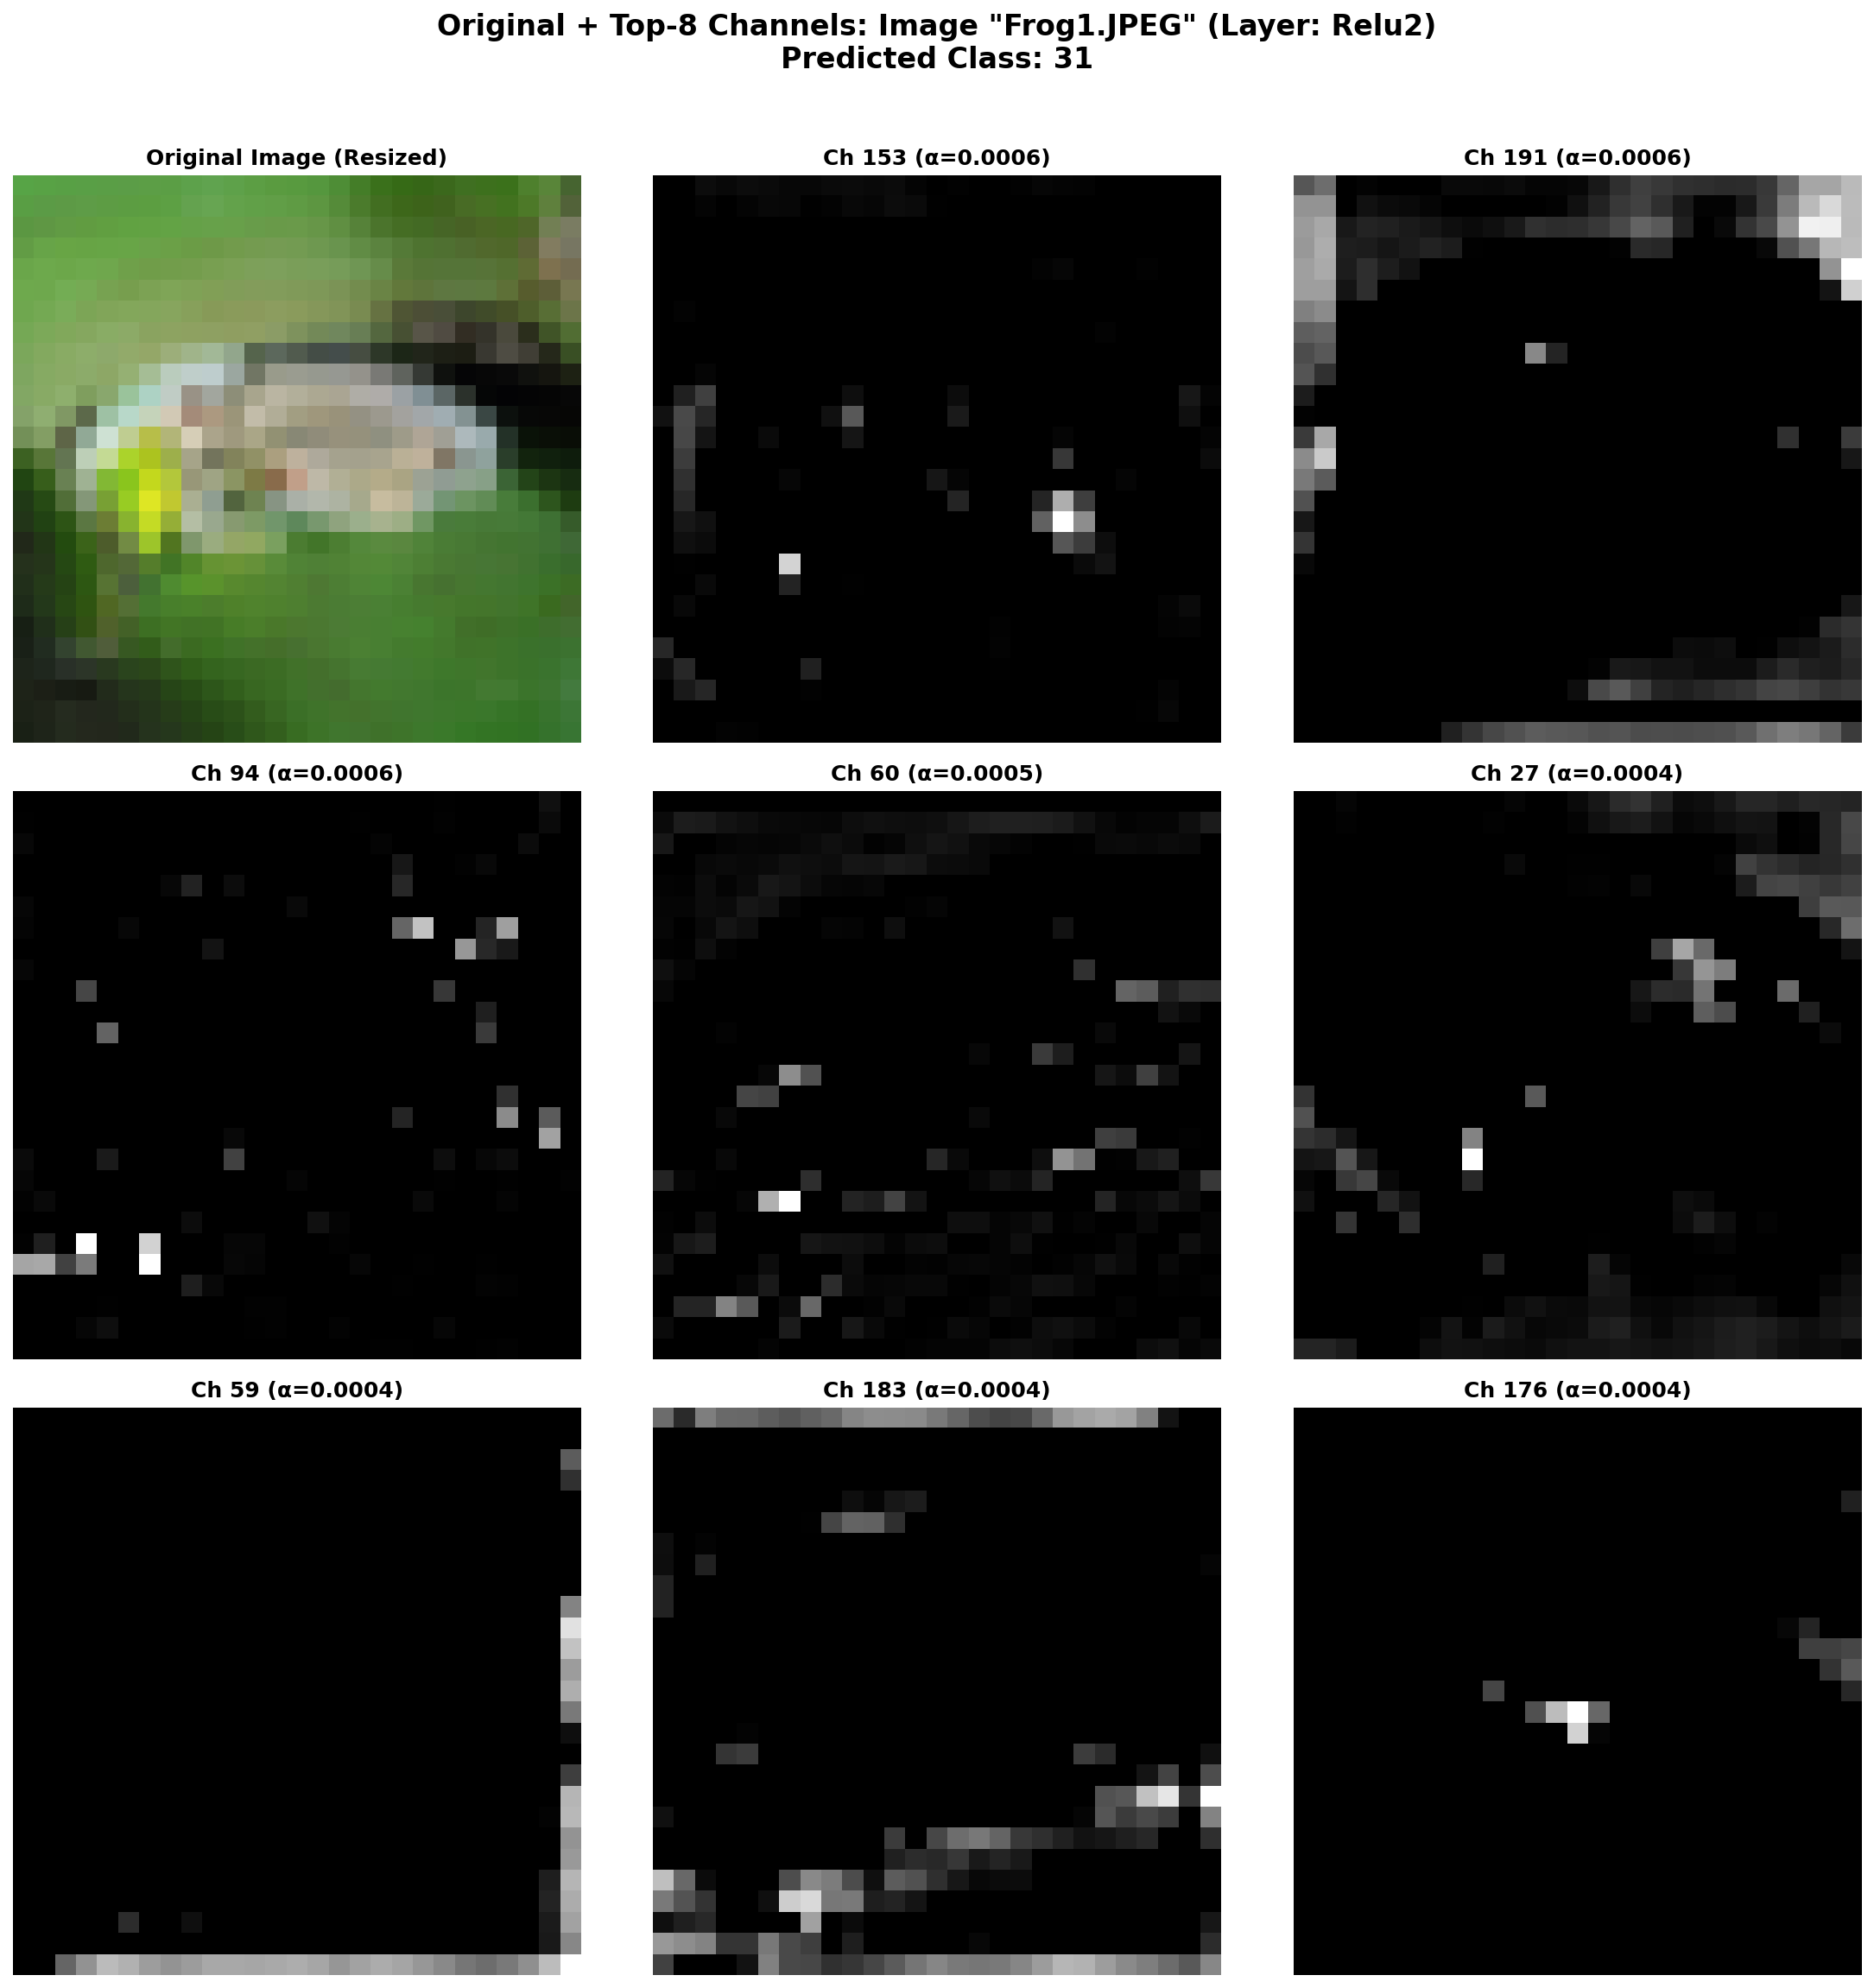 Original + Top-8 Channels: Image "Frog1.JPEG" (Layer: Relu2)
Predicted Class: 31
Original Image (Resized)
Ch 153 (α=0.0006)
Ch 191 (α=0.0006)
Ch 94 (α=0.0006)
Ch 60 (α=0.0005)
Ch 27 (α=0.0004)
Ch 59 (α=0.0004)
Ch 183 (α=0.0004)
Ch 176 (α=0.0004)